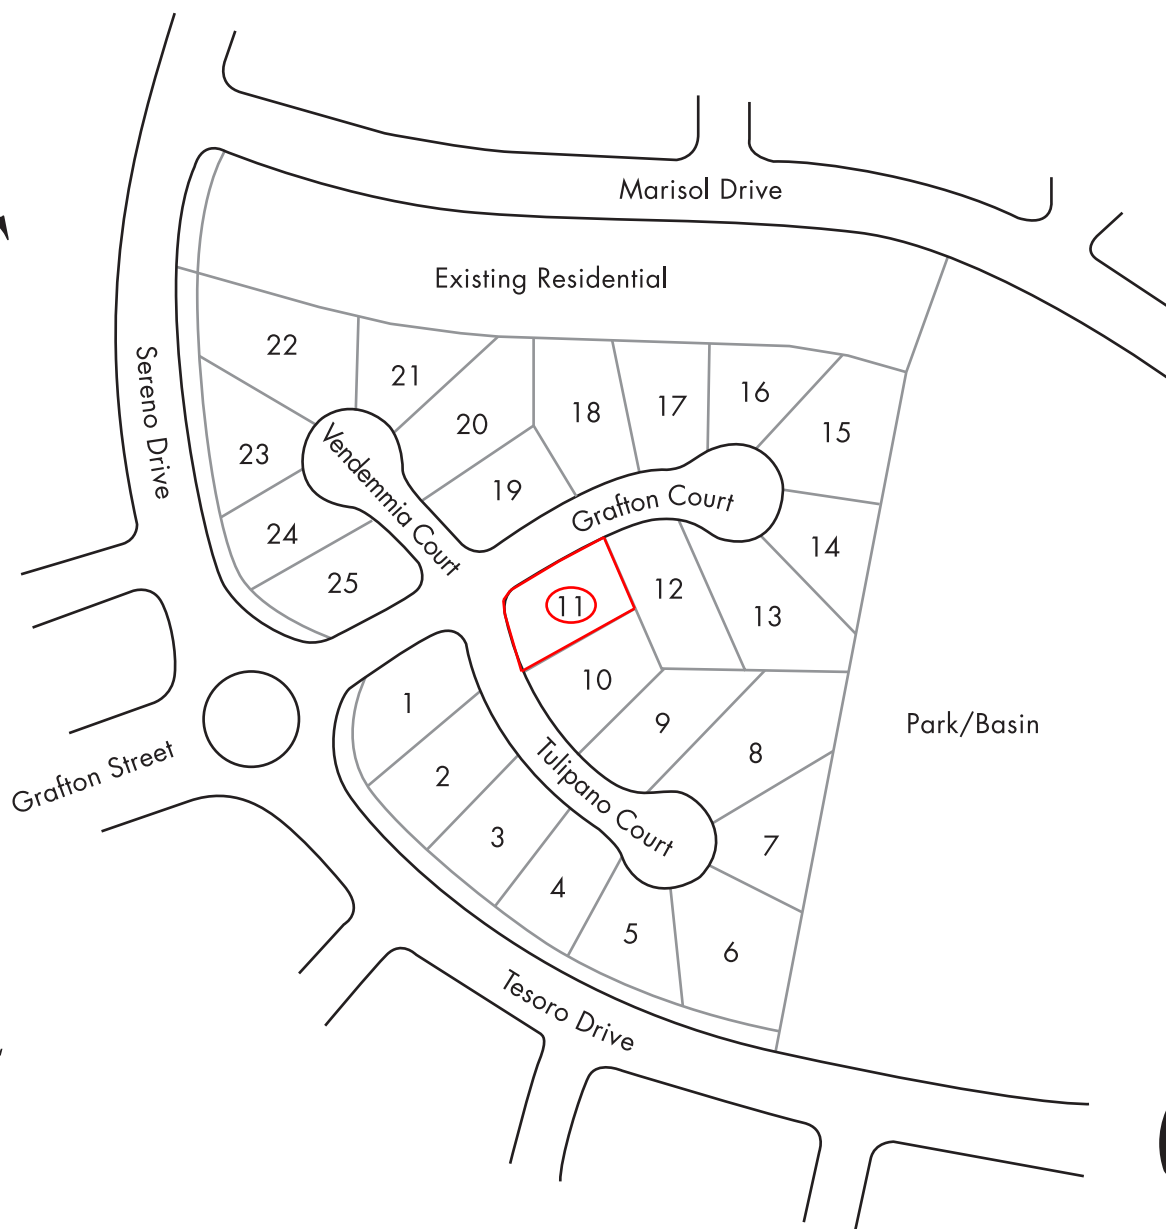 Marisol Drive
Existing Residential
22
21
20
18
17
16
15
Sereno Drive
23
Vendemmia Court
19
Grafton Court
24
14
25
11
12
13
1
10
9
8
Park/Basin
Grafton Street
2
Tulipano Court
3
7
4
5
6
Tesoro Drive